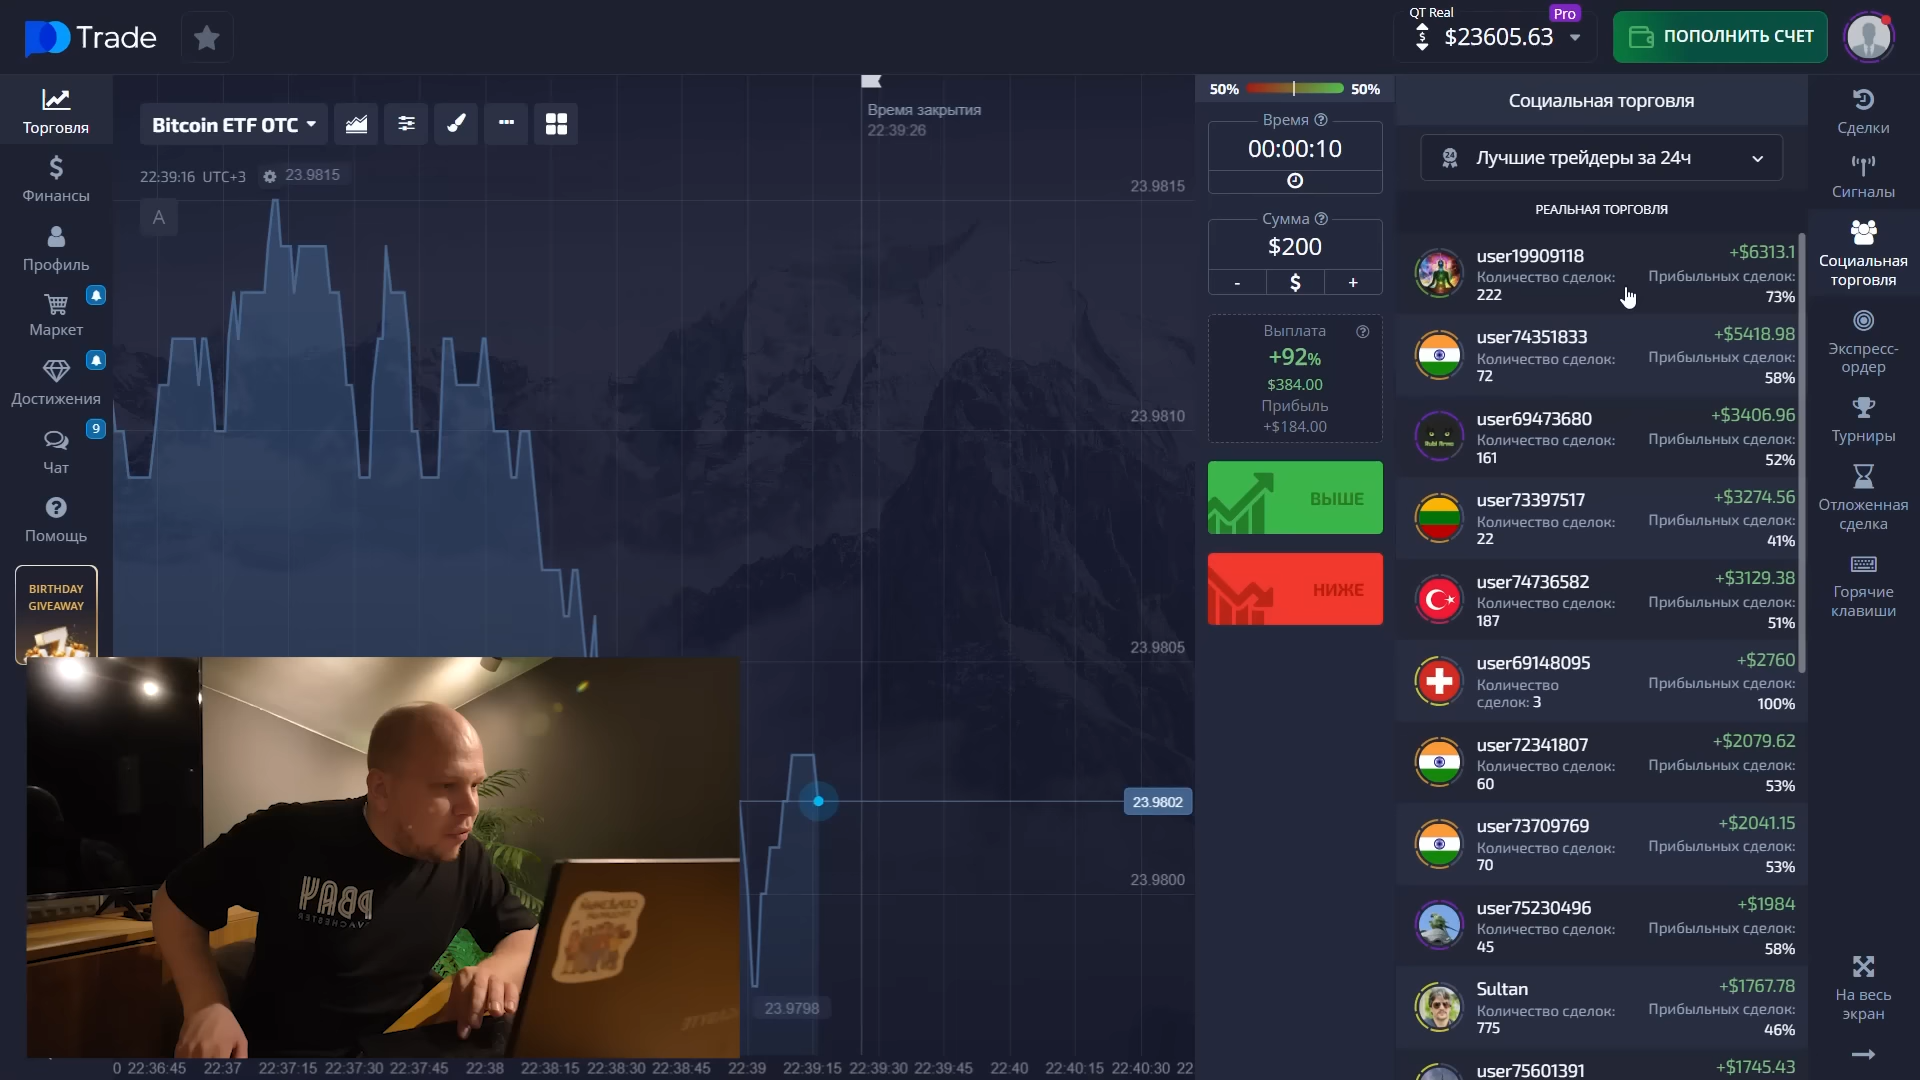 Trade
QT Real
Pro
$23605.63
ПОПОЛНИТЬ СЧЕТ
Торговля
Финансы
Профиль
Маркет
Достижения
9
Чат
Помощь
BIRTHDAY
GIVEAWAY
Bitcoin ETF OTC
22:39:16 UTC+3
23.9815
A
Время закрытия
22:39:26
23.9815
23.9810
23.9805
23.9802
23.9800
23.9798
0 22:36:45 22:37 22:37:15 22:37:30 22:37:45 22:38 22:38:15 22:38:30 22:38:45 22:39 22:39:15 22:39:30 22:39:45 22:40 22:40:15 22:40:30 22
50% 50%
Время
00:00:10
Сумма
$200
- $ +
Выплата
+92%
$384.00
Прибыль
+$184.00
ВЫШЕ
НИЖЕ
Социальная торговля
24
Лучшие трейдеры за 24ч
РЕАЛЬНАЯ ТОРГОВЛЯ
user19909118 +$6313.1
Количество сделок: Прибыльных сделок:
222 73%
user74351833 +$5418.98
Количество сделок: Прибыльных сделок:
72 58%
user69473680 +$3406.96
Количество сделок: Прибыльных сделок:
161 52%
user73397517 +$3274.56
Количество сделок: Прибыльных сделок:
22 41%
user74736582 +$3129.38
Количество сделок: Прибыльных сделок:
187 51%
user69148095 +$2760
Количество Прибыльных сделок:
сделок: 3 100%
user72341807 +$2079.62
Количество сделок: Прибыльных сделок:
60 53%
user73709769 +$2041.15
Количество сделок: Прибыльных сделок:
70 53%
user75230496 +$1984
Количество сделок: Прибыльных сделок:
45 58%
Sultan +$1767.78
Количество сделок: Прибыльных сделок:
775 46%
user75601391 +$1745.43
Сделки
Сигналы
Социальная
торговля
Экспресс-
ордер
Турниры
Отложенная
сделка
Горячие
клавиши
На весь
экран